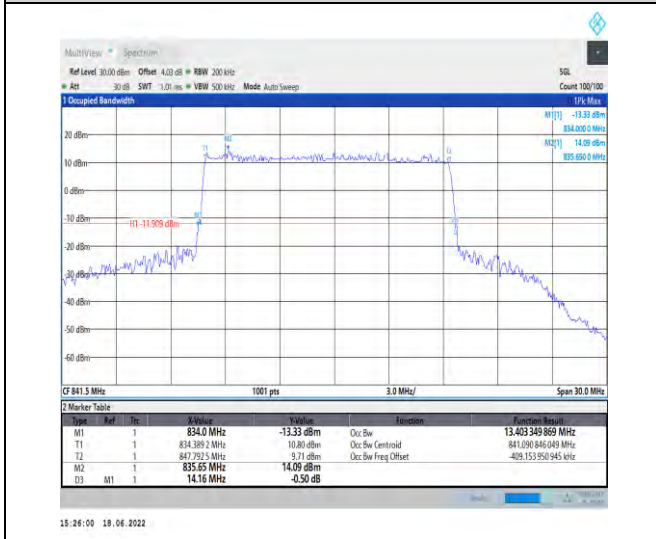 MultiView Spectrum
Ref Level 30.00 dBm Offset 4.03 dB RBW 200 kHz SGL
Att 30 dB SWT 1.01 ms VBW 500 kHz Mode Auto Sweep Count 100/100
1 Occupied Bandwidth 1Pk Max
M1[1] -13.33 dBm
834.000 0 MHz
M2[1] 14.09 dBm
835.650 0 MHz
20 dBm
10 dBm
0 dBm
-10 dBm
H1 -11.909 dBm
-20 dBm
-30 dBm
-40 dBm
-50 dBm
-60 dBm
T1
M2
T2
M1
CF 841.5 MHz 1001 pts 3.0 MHz/ Span 30.0 MHz
2 Marker Table
Type Ref Trc X-Value Y-Value Function Function Result
M1 1 834.0 MHz -13.33 dBm Occ Bw 13.403 349 869 MHz
T1 1 834.389 2 MHz 10.80 dBm Occ Bw Centroid 841.090 846 049 MHz
T2 1 847.792 5 MHz 9.71 dBm Occ Bw Freq Offset -409.153 950 945 kHz
M2 1 835.65 MHz 14.09 dBm
D3 M1 1 14.16 MHz -0.50 dB
15:26:00 18.06.2022